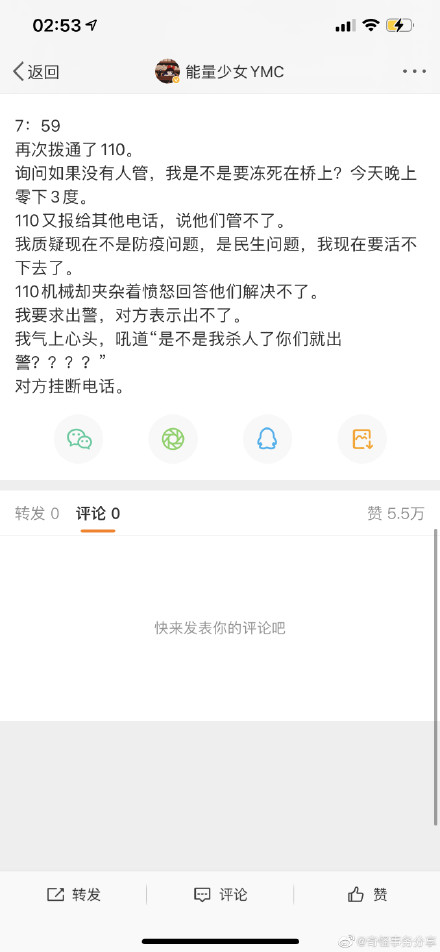 02:53
返回
能量少女YMC
7：59
再次拨通了110。
询问如果没有人管，我是不是要冻死在桥上？今天晚上
零下3度。
110又报给其他电话，说他们管不了。
我质疑现在不是防疫问题，是民生问题，我现在要活不
下去了。
110机械却夹杂着愤怒回答他们解决不了。
我要求出警，对方表示出不了。
我气上心头，吼道“是不是我杀人了你们就出
警？？？？”
对方挂断电话。
转发 0 评论 0 赞 5.5万
快来发表你的评论吧
转发 评论 赞